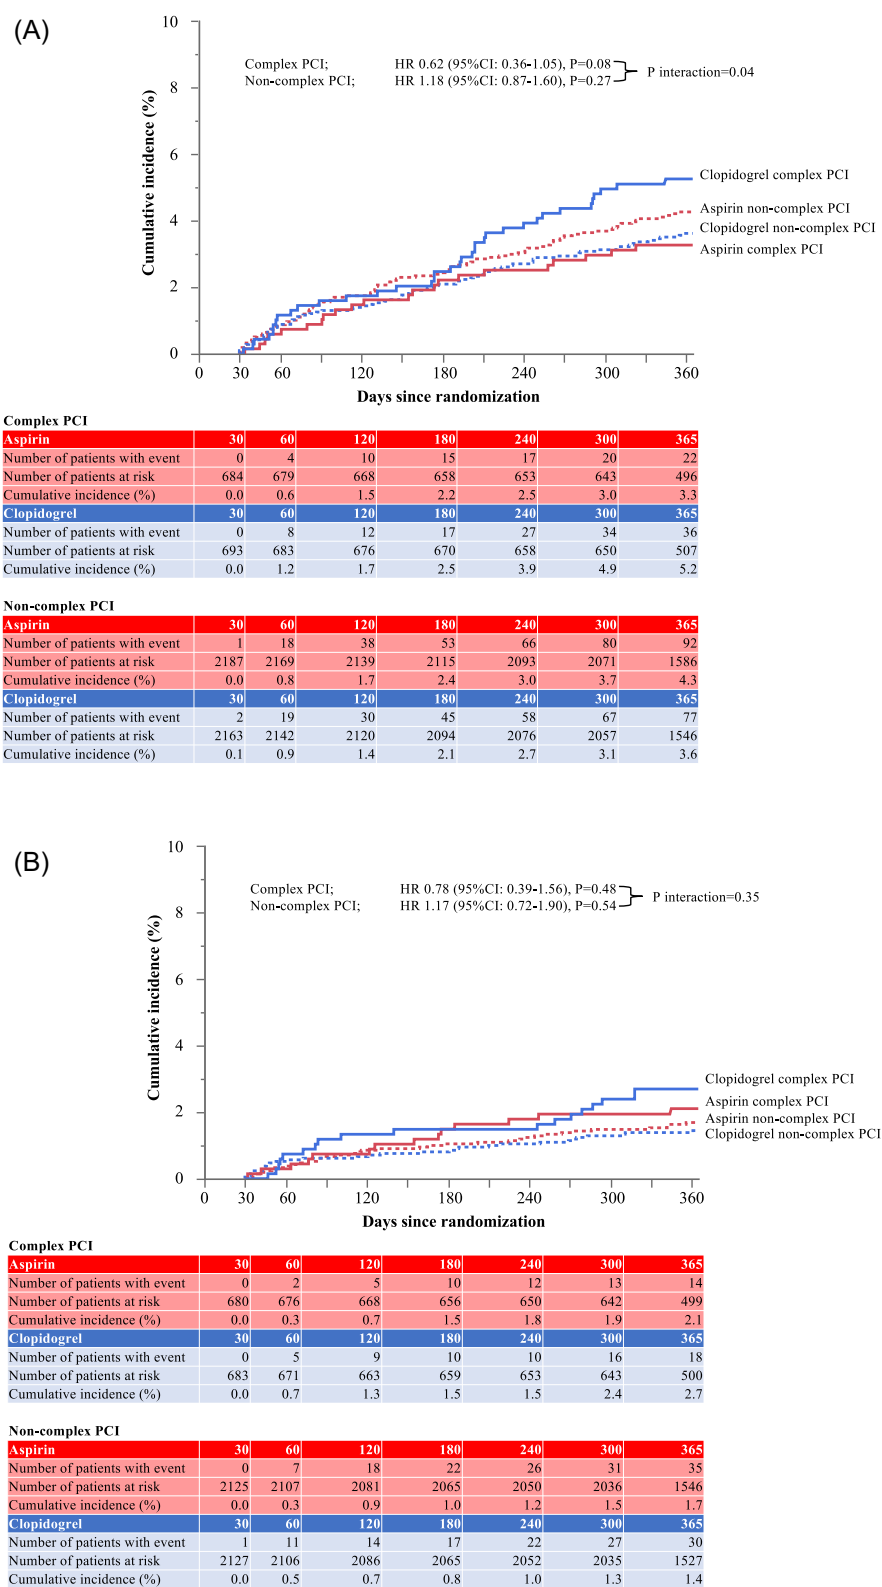 (A)
10
8
6
4
2
0
Cumulative incidence (%)
Complex PCI; HR 0.62 (95%CI: 0.36-1.05), P=0.08
Non-complex PCI; HR 1.18 (95%CI: 0.87-1.60), P=0.27
P interaction=0.04
Clopidogrel complex PCI
Aspirin non-complex PCI
Clopidogrel non-complex PCI
Aspirin complex PCI
0 30 60 120 180 240 300 360
Days since randomization
Complex PCI
Aspirin 30 60 120 180 240 300 365
Number of patients with event 0 4 10 15 17 20 22
Number of patients at risk 684 679 668 658 653 643 496
Cumulative incidence (%) 0.0 0.6 1.5 2.2 2.5 3.0 3.3
Clopidogrel 30 60 120 180 240 300 365
Number of patients with event 0 8 12 17 27 34 36
Number of patients at risk 693 683 676 670 658 650 507
Cumulative incidence (%) 0.0 1.2 1.7 2.5 3.9 4.9 5.2
Non-complex PCI
Aspirin 30 60 120 180 240 300 365
Number of patients with event 1 18 38 53 66 80 92
Number of patients at risk 2187 2169 2139 2115 2093 2071 1586
Cumulative incidence (%) 0.0 0.8 1.7 2.4 3.0 3.7 4.3
Clopidogrel 30 60 120 180 240 300 365
Number of patients with event 2 19 30 45 58 67 77
Number of patients at risk 2163 2142 2120 2094 2076 2057 1546
Cumulative incidence (%) 0.1 0.9 1.4 2.1 2.7 3.1 3.6
(B)
10
8
6
4
2
0
Cumulative incidence (%)
Complex PCI; HR 0.78 (95%CI: 0.39-1.56), P=0.48
Non-complex PCI; HR 1.17 (95%CI: 0.72-1.90), P=0.54
P interaction=0.35
Clopidogrel complex PCI
Aspirin complex PCI
Aspirin non-complex PCI
Clopidogrel non-complex PCI
0 30 60 120 180 240 300 360
Days since randomization
Complex PCI
Aspirin 30 60 120 180 240 300 365
Number of patients with event 0 2 5 10 12 13 14
Number of patients at risk 680 676 668 656 650 642 499
Cumulative incidence (%) 0.0 0.3 0.7 1.5 1.8 1.9 2.1
Clopidogrel 30 60 120 180 240 300 365
Number of patients with event 0 5 9 10 10 16 18
Number of patients at risk 683 671 663 659 653 643 500
Cumulative incidence (%) 0.0 0.7 1.3 1.5 1.5 2.4 2.7
Non-complex PCI
Aspirin 30 60 120 180 240 300 365
Number of patients with event 0 7 18 22 26 31 35
Number of patients at risk 2125 2107 2081 2065 2050 2036 1546
Cumulative incidence (%) 0.0 0.3 0.9 1.0 1.2 1.5 1.7
Clopidogrel 30 60 120 180 240 300 365
Number of patients with event 1 11 14 17 22 27 30
Number of patients at risk 2127 2106 2086 2065 2052 2035 1527
Cumulative incidence (%) 0.0 0.5 0.7 0.8 1.0 1.3 1.4